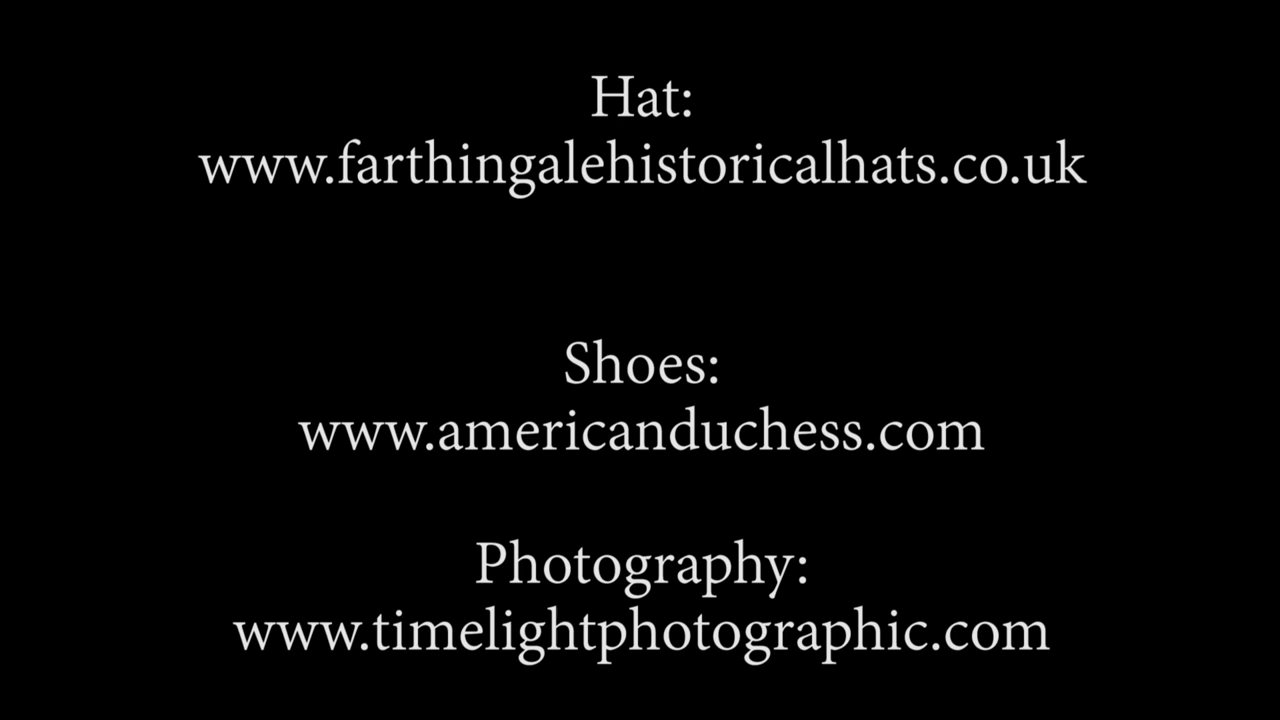 Hat:
www.farthingalehistoricalhats.co.uk
Shoes:
www.americanduchess.com
Photography:
www.timelightphotographic.com